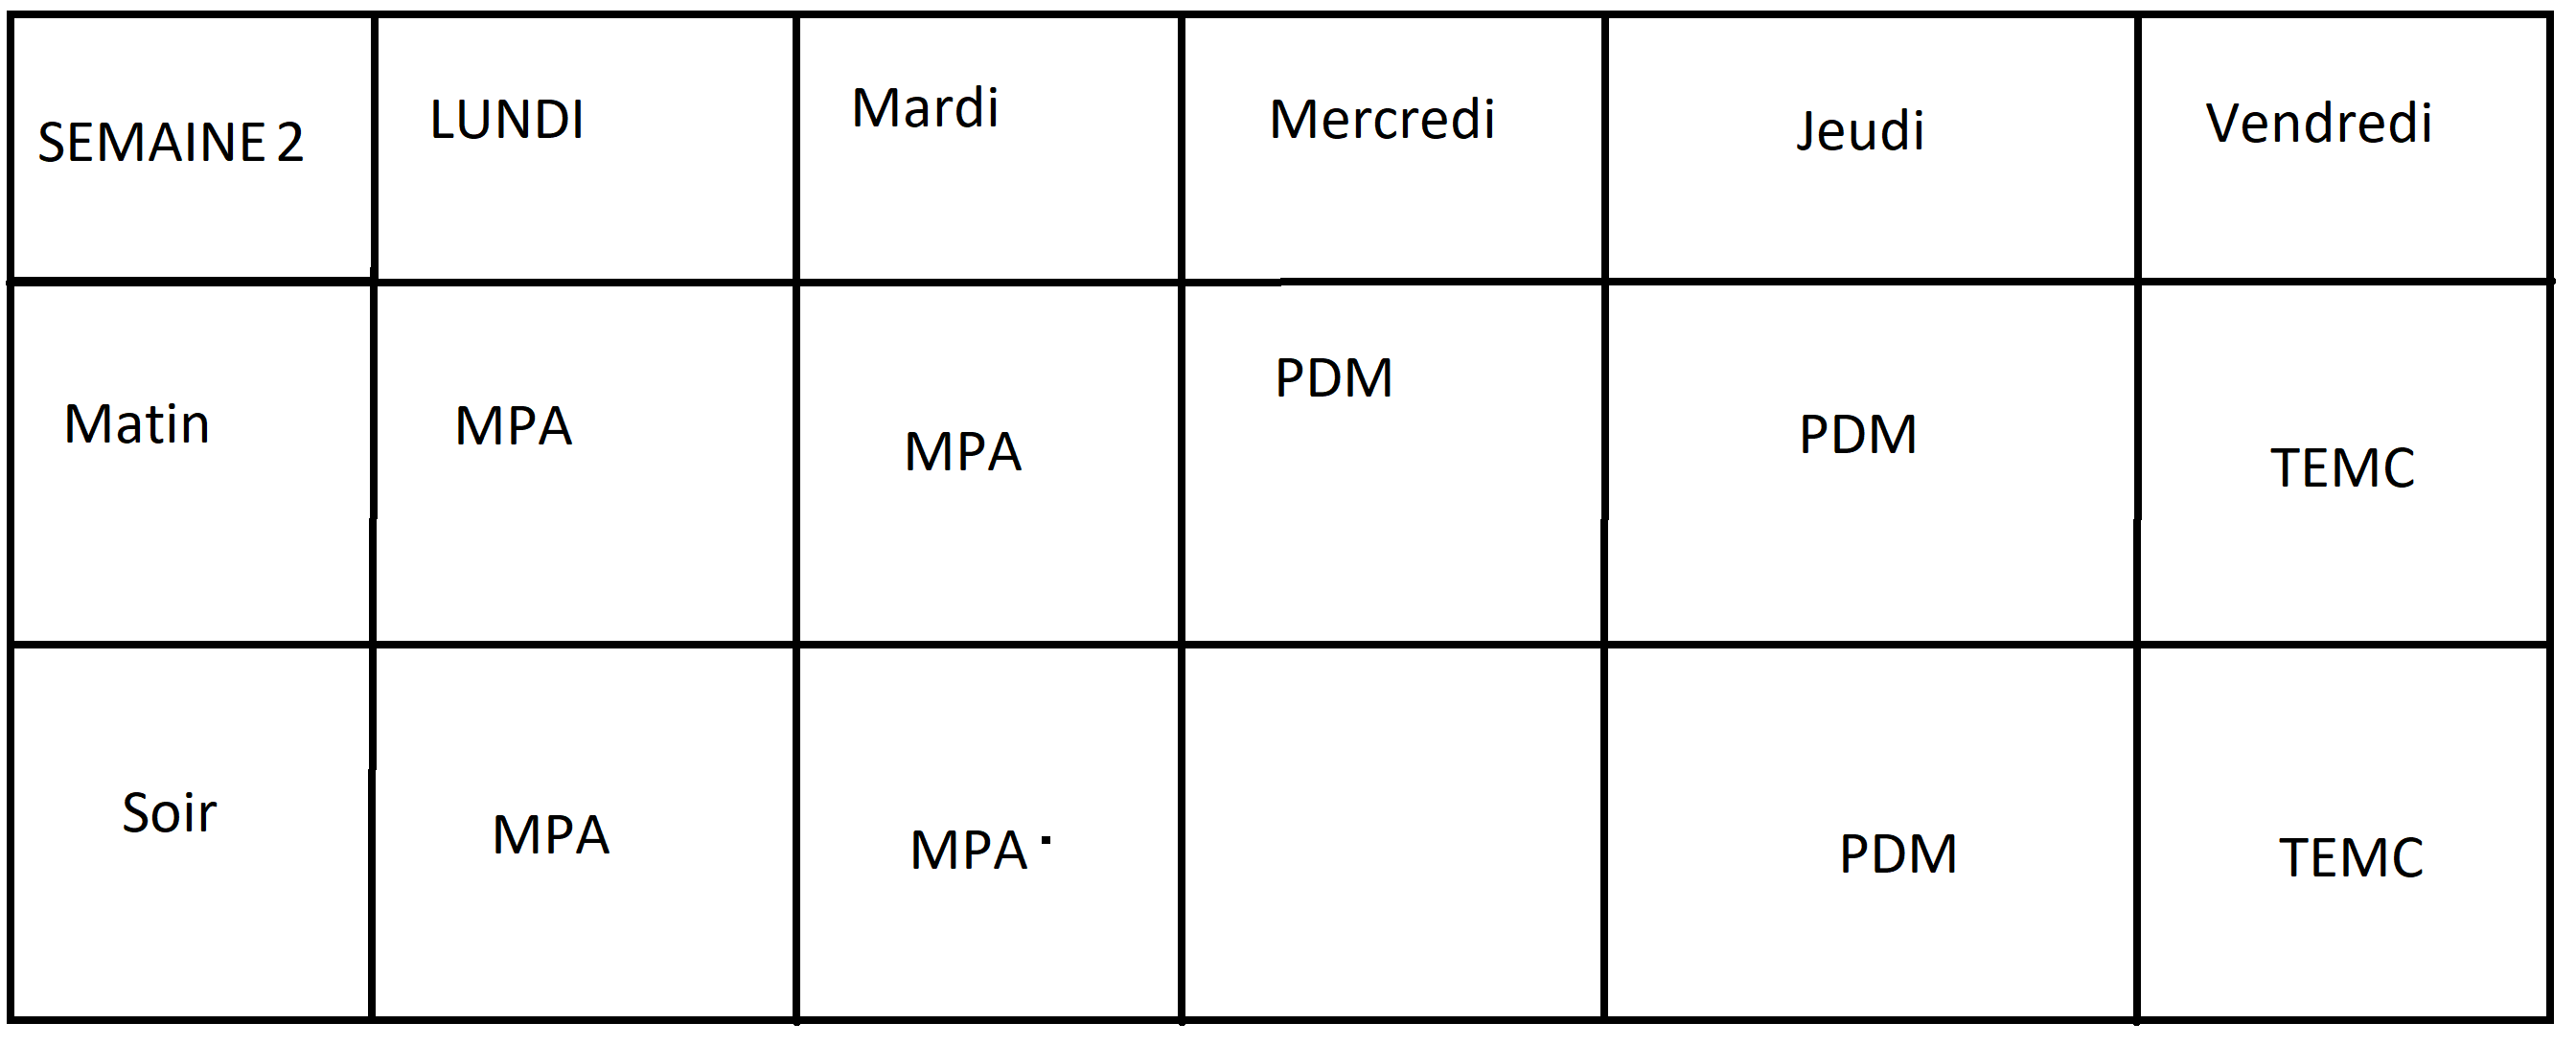 SEMAINE 2 LUNDI Mardi Mercredi Jeudi Vendredi
Matin MPA MPA PDM PDM TEMC
Soir MPA MPA PDM TEMC